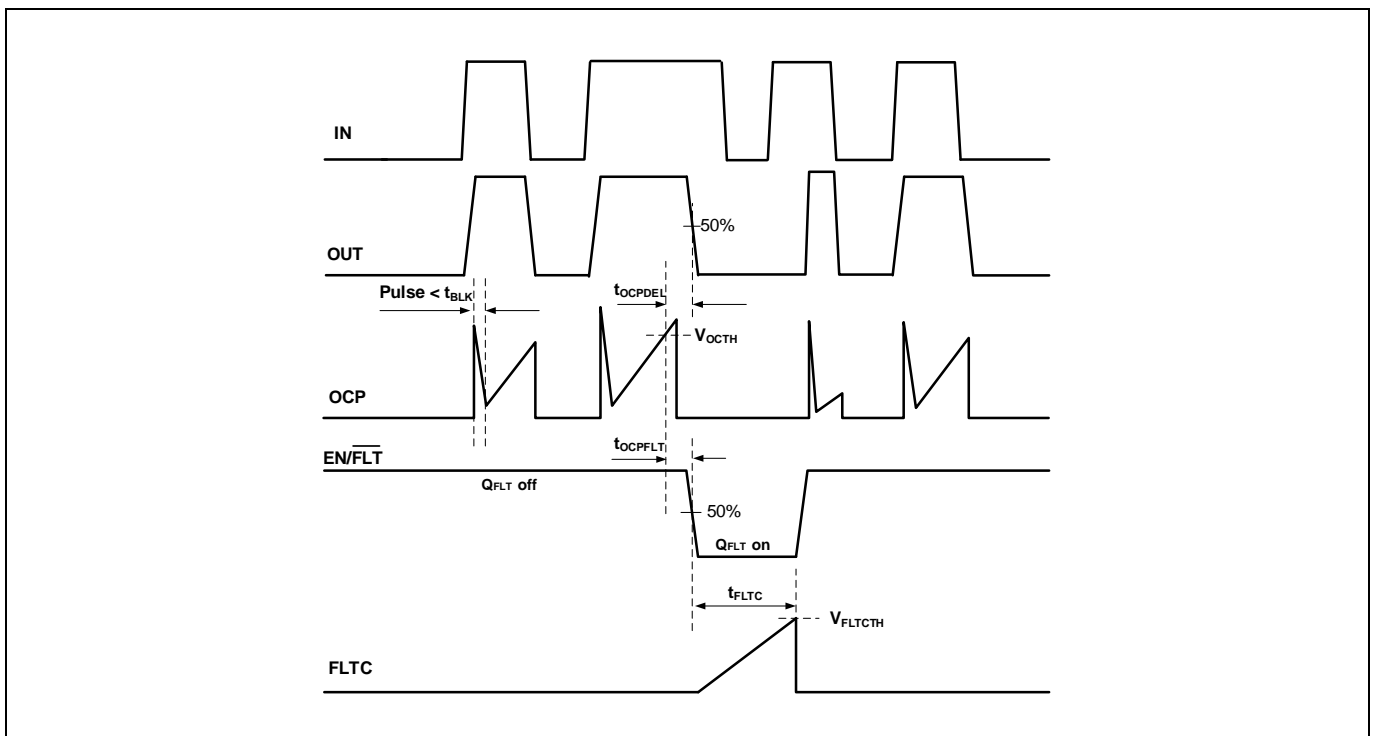 IN
50%
OUT
Pulse < tBLK
tOCPDEL
VOCTH
OCP
tOCPFLT
EN/FLT
QFLT off
50%
QFLT on
tFLTC
VFLTCTH
FLTC